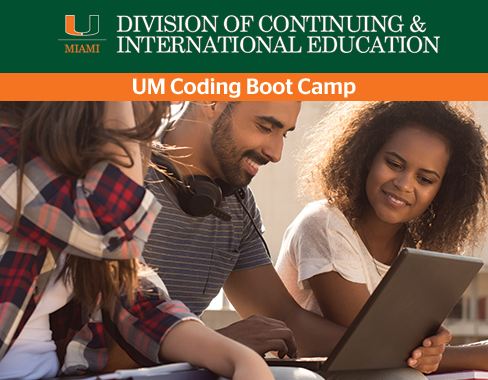 U
MIAMI
DIVISION OF CONTINUING &
INTERNATIONAL EDUCATION
UM Coding Boot Camp